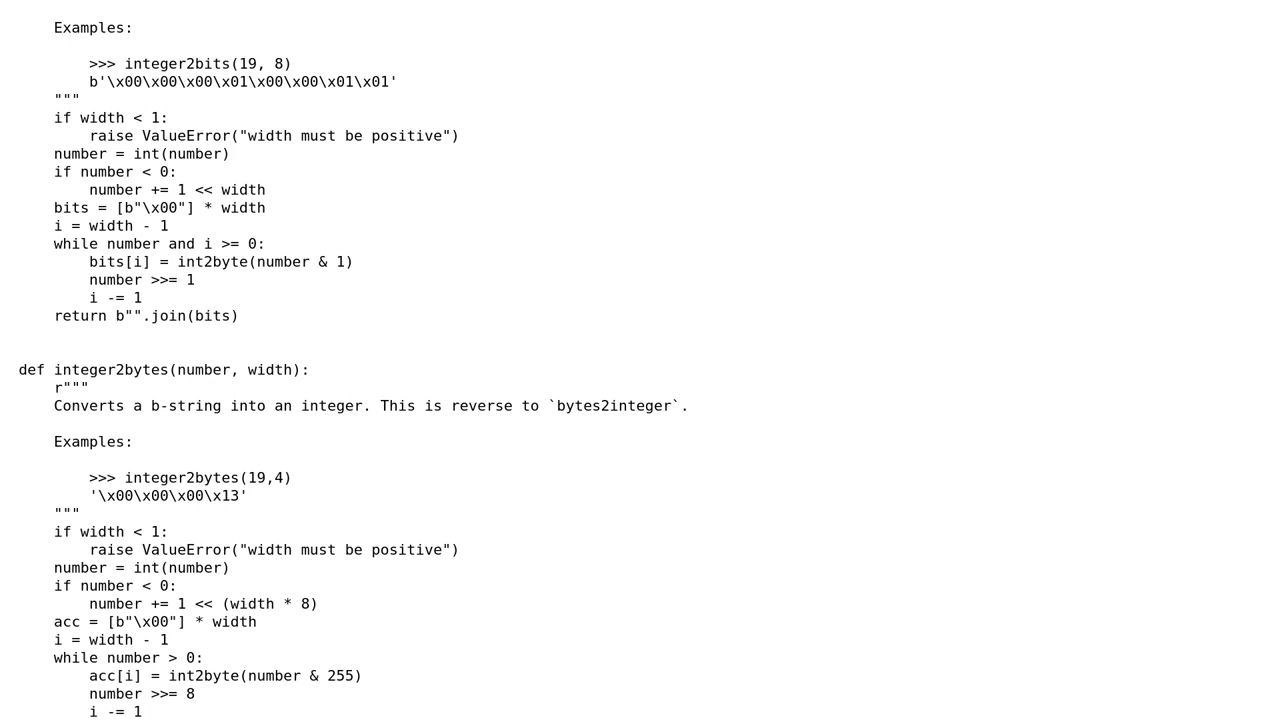 Examples:

        >>> integer2bits(19, 8)
        b'\x00\x00\x00\x01\x00\x00\x01\x01'
    """
    if width < 1:
        raise ValueError("width must be positive")
    number = int(number)
    if number < 0:
        number += 1 << width
    bits = [b"\x00"] * width
    i = width - 1
    while number and i >= 0:
        bits[i] = int2byte(number & 1)
        number >>= 1
        i -= 1
    return b"".join(bits)


def integer2bytes(number, width):
    r"""
    Converts a b-string into an integer. This is reverse to `bytes2integer`.

    Examples:

        >>> integer2bytes(19,4)
        '\x00\x00\x00\x13'
    """
    if width < 1:
        raise ValueError("width must be positive")
    number = int(number)
    if number < 0:
        number += 1 << (width * 8)
    acc = [b"\x00"] * width
    i = width - 1
    while number > 0:
        acc[i] = int2byte(number & 255)
        number >>= 8
        i -= 1